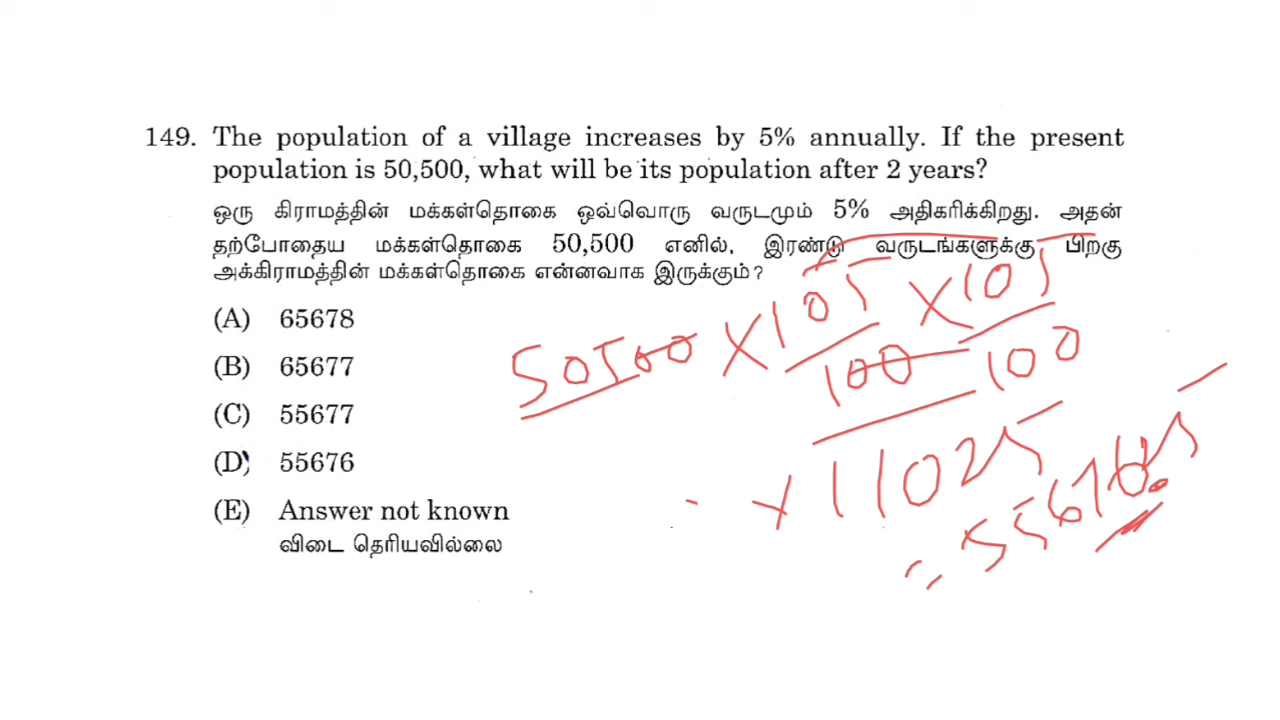 149. The population of a village increases by 5% annually. If the present
population is 50,500, what will be its population after 2 years?
ஒரு கிராமத்தின் மக்கள்தொகை ஒவ்வொரு வருடமும் 5% அதிகரிக்கிறது. அதன்
தற்போதைய மக்கள்தொகை 50,500 எனில், இரண்டு வருடங்களுக்கு பிறகு
அக்கிராமத்தின் மக்கள்தொகை என்னவாக இருக்கும்?
(A) 65678
(B) 65677
(C) 55677
(D) 55676
(E) Answer not known
விடை தெரியவில்லை
50500 × 105/100 × 105/100
× 11025